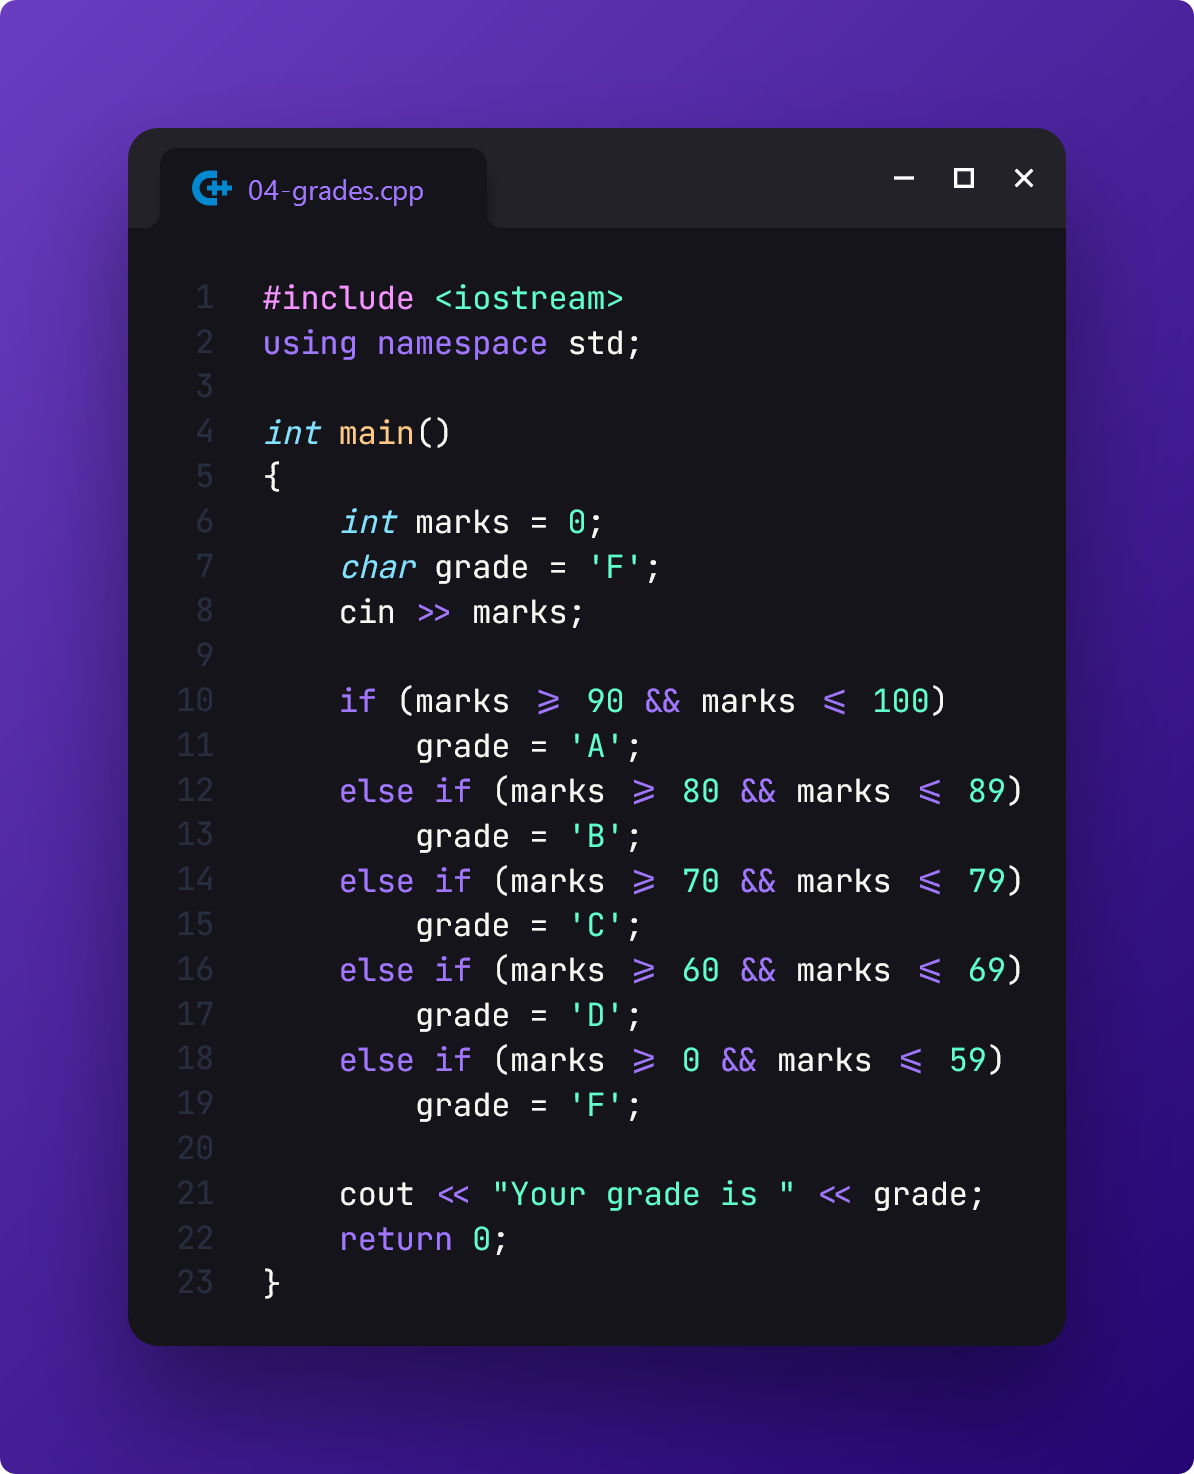 04-grades.cpp
1 #include <iostream>
2 using namespace std;
3
4 int main()
5 {
6     int marks = 0;
7     char grade = 'F';
8     cin >> marks;
9
10     if (marks >= 90 && marks <= 100)
11         grade = 'A';
12     else if (marks >= 80 && marks <= 89)
13         grade = 'B';
14     else if (marks >= 70 && marks <= 79)
15         grade = 'C';
16     else if (marks >= 60 && marks <= 69)
17         grade = 'D';
18     else if (marks >= 0 && marks <= 59)
19         grade = 'F';
20
21     cout << "Your grade is " << grade;
22     return 0;
23 }